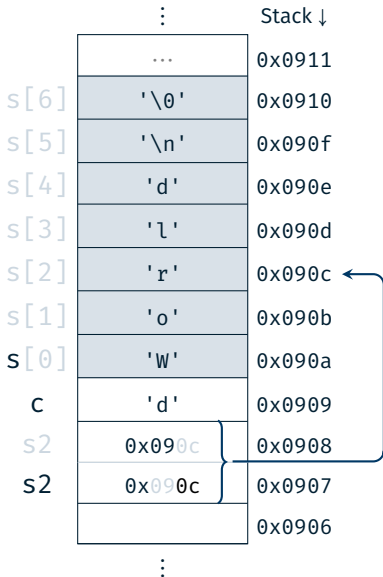 ⋮ Stack ↓
... 0x0911
s[6] '\0' 0x0910
s[5] '\n' 0x090f
s[4] 'd' 0x090e
s[3] 'l' 0x090d
s[2] 'r' 0x090c
s[1] 'o' 0x090b
s[0] 'W' 0x090a
c 'd' 0x0909
s2 0x090c 0x0908
s2 0x090c 0x0907
0x0906
⋮